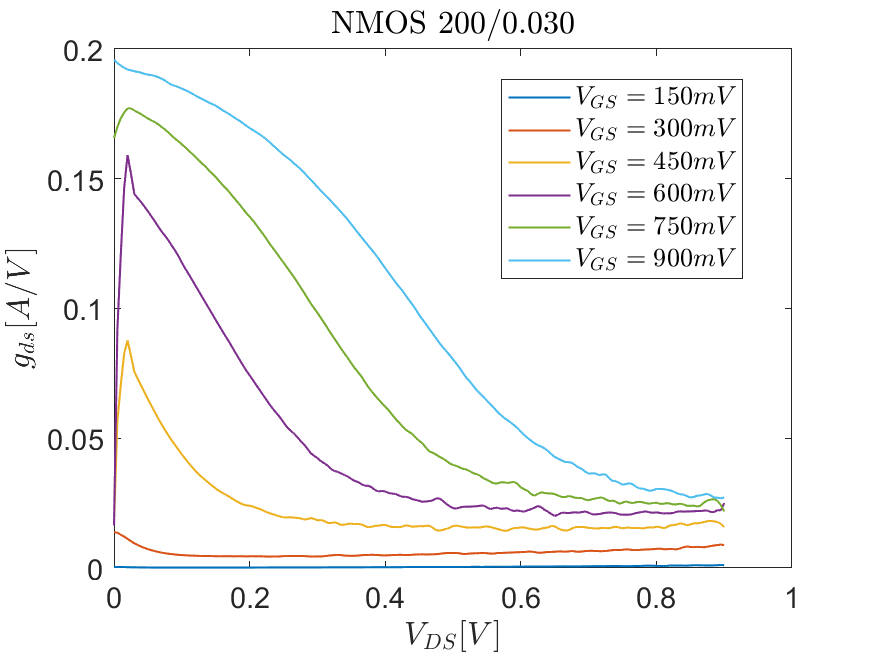 NMOS 200/0.030
0.2
0.15
0.1
0.05
0
g_{ds}[A/V]
V_{GS} = 150mV
V_{GS} = 300mV
V_{GS} = 450mV
V_{GS} = 600mV
V_{GS} = 750mV
V_{GS} = 900mV
0 0.2 0.4 0.6 0.8 1
V_{DS}[V]